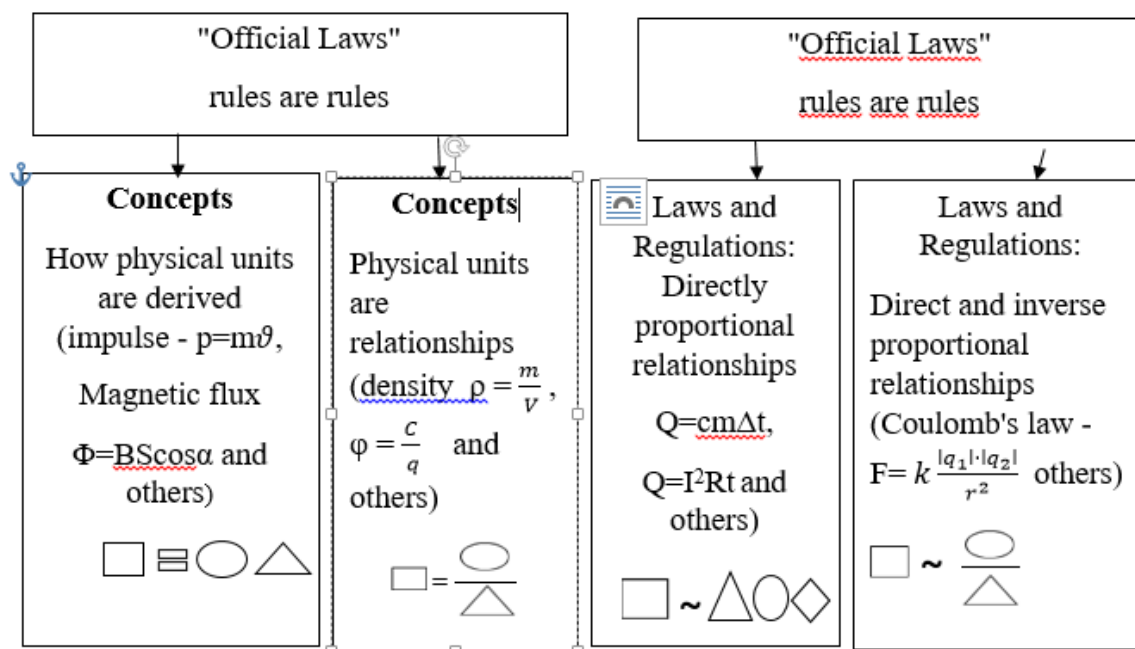 "Official Laws"
rules are rules
"Official Laws"
rules are rules
Concepts
How physical units
are derived
(impulse - p=mϑ,
Magnetic flux
Φ=BScosα and
others)
Concepts
Physical units
are
relationships
(density ρ = m/V ,
φ = C/q and
others)
Laws and
Regulations:
Directly
proportional
relationships
Q=cmΔt,
Q=I²Rt and
others)
Laws and
Regulations:
Direct and inverse
proportional
relationships
(Coulomb's law -
F= k |q₁|·|q₂|/r² others)